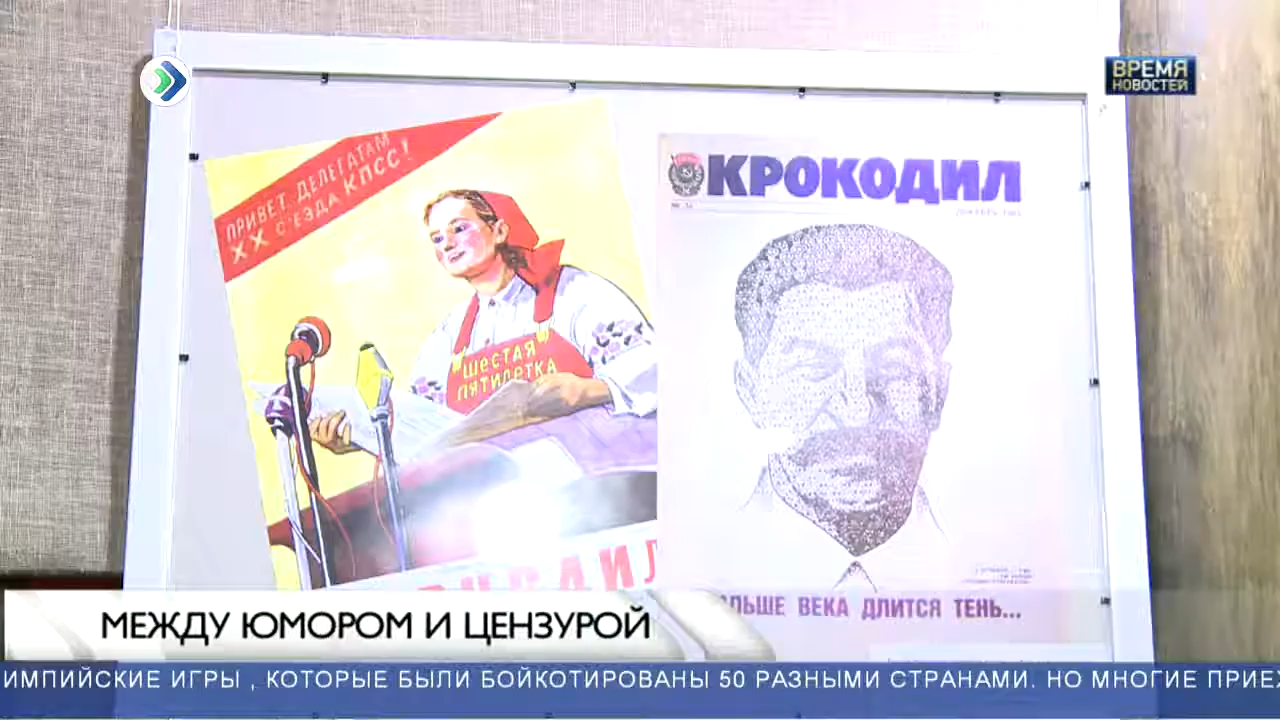 ВРЕМЯ
НОВОСТЕЙ
ПРИВЕТ ДЕЛЕГАТАМ
XX С'ЕЗДА КПСС!
"ШЕСТАЯ"
ПЯТИЛЕТКА
КРОКОДИЛ
ЛЬШЕ ВЕКА ДЛИТСЯ ТЕНЬ...
МЕЖДУ ЮМОРОМ И ЦЕНЗУРОЙ
ИМПИЙСКИЕ ИГРЫ , КОТОРЫЕ БЫЛИ БОЙКОТИРОВАНЫ 50 РАЗНЫМИ СТРАНАМИ. НО МНОГИЕ ПРИЕХ